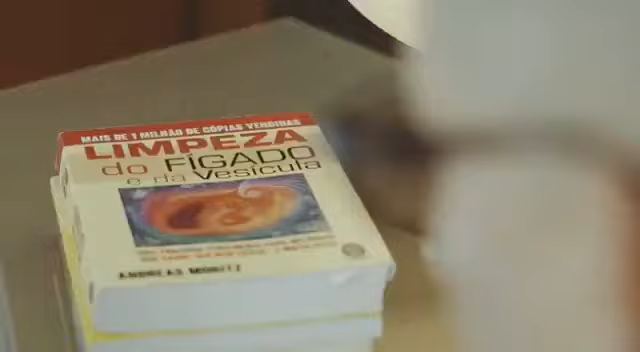 MAIS DE 1 MILHÃO DE CÓPIAS VENDIDAS
LIMPEZA
do FÍGADO
e da Vesícula
ANDREAS MORITZ